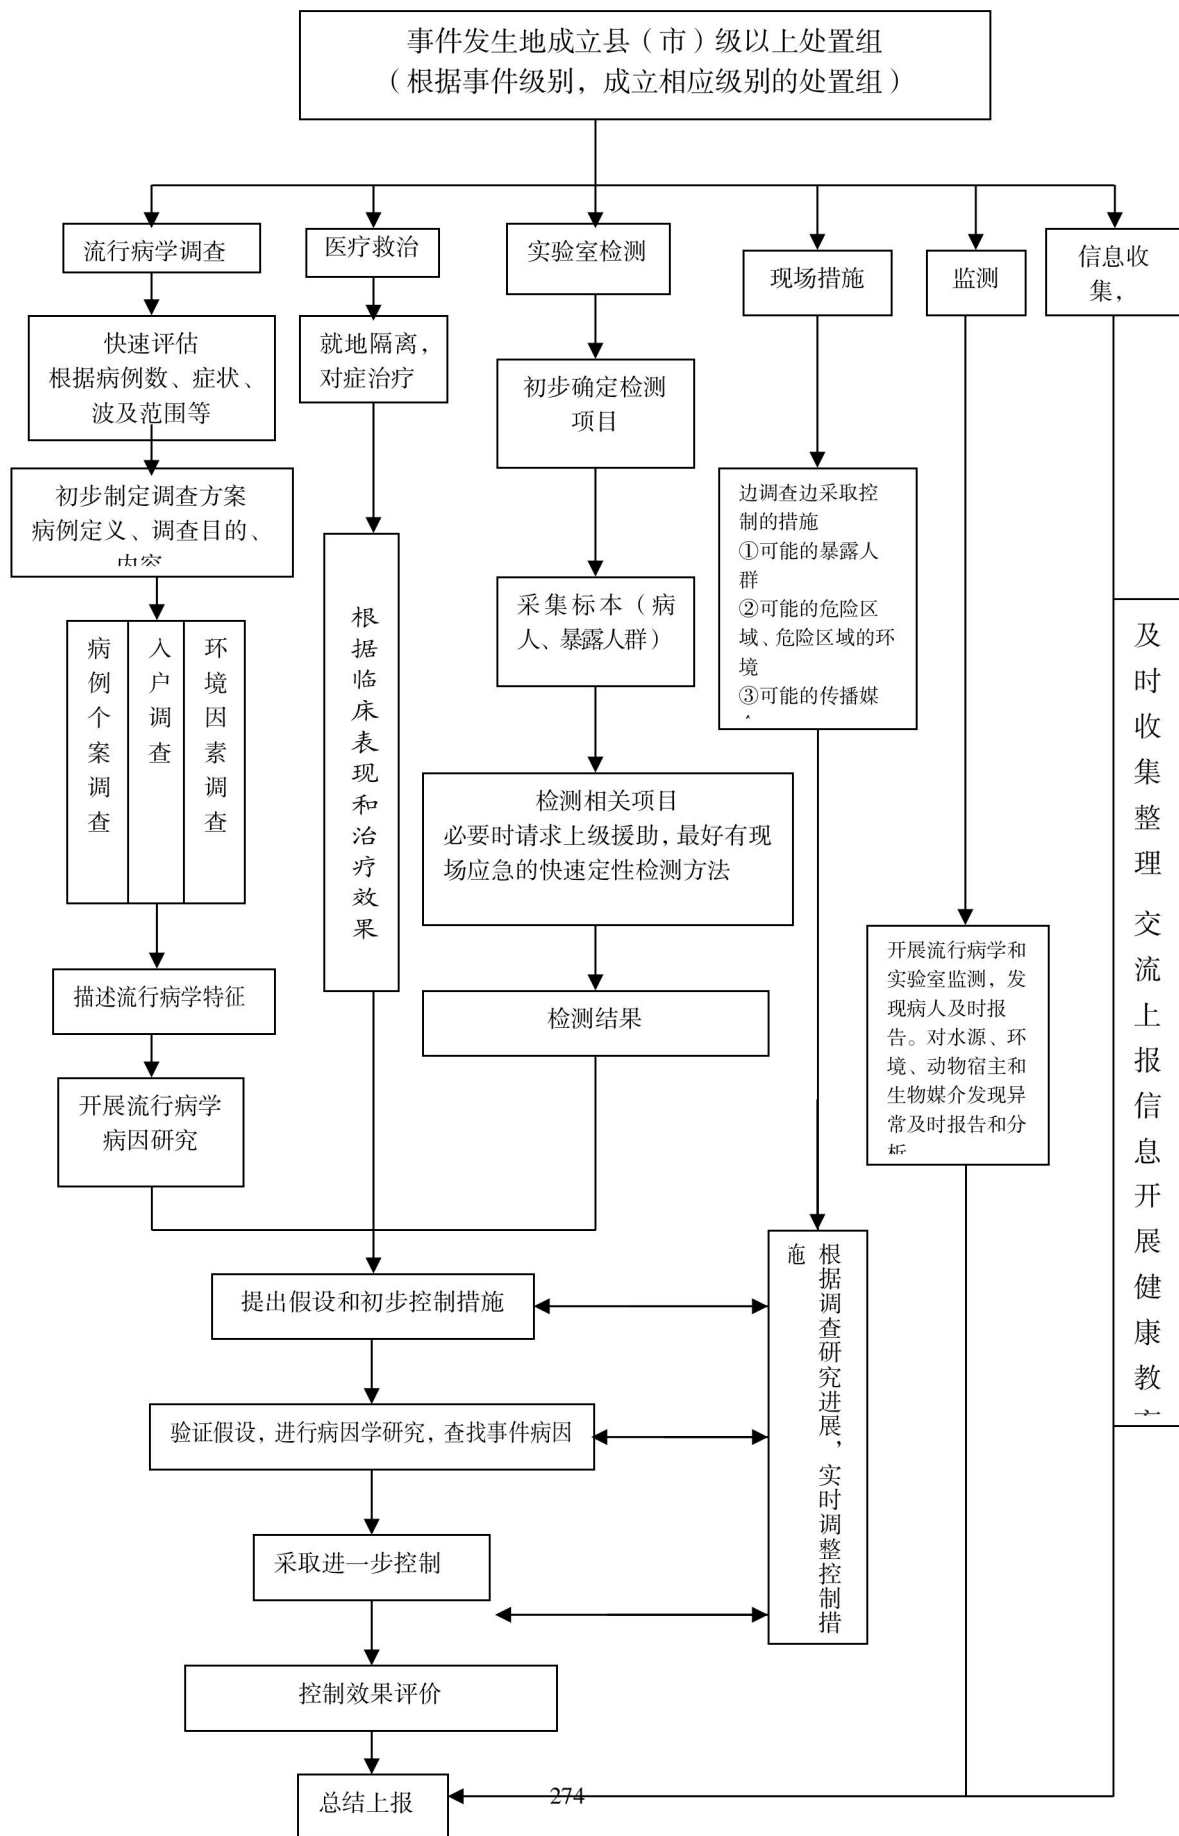 事件发生地成立县（市）级以上处置组
（根据事件级别，成立相应级别的处置组）
流行病学调查
医疗救治
实验室检测
现场措施
监测
信息收
集，
快速评估
根据病例数、症状、
波及范围等
就地隔离，
对症治疗
初步确定检测
项目
初步制定调查方案
病例定义、调查目的、
内容
边调查边采取控
制的措施
①可能的暴露人
群
②可能的危险区
域、危险区域的环
境
③可能的传播媒
病例个案调查
入户调查
环境因素调查
根据临床表现和治疗效果
采集标本（病
人、暴露人群）
检测相关项目
必要时请求上级援助，最好有现
场应急的快速定性检测方法
及时收集整理 交流上报信息开展健康教
开展流行病学和
实验室监测，发
现病人及时报
告。对水源、环
境、动物宿主和
生物媒介发现异
常及时报告和分
析
描述流行病学特征
检测结果
开展流行病学
病因研究
根据调查研究进展，实时调整控制措
施
提出假设和初步控制措施
验证假设，进行病因学研究，查找事件病因
采取进一步控制
控制效果评价
总结上报
274